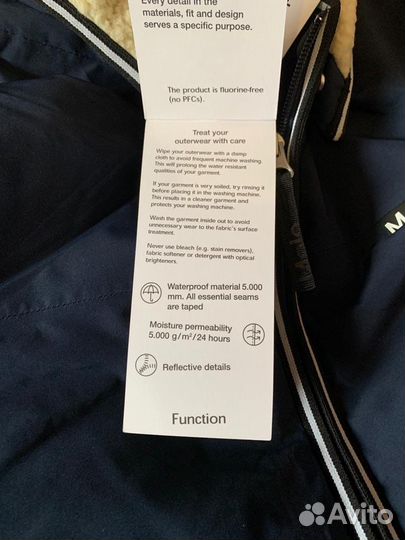 Every detail in the
materials, fit and design
serves a specific purpose.
The product is fluorine-free
(no PFCs).
Treat your
outerwear with care
Wipe your outerwear with a damp
cloth to avoid frequent machine washing.
This will prolong the water resistant
qualities of your garment.
If your garment is very soiled, try rinsing it
before placing it in the washing machine.
This results in a cleaner garment and
protects your washing machine.
Wash the garment inside out to avoid
unnecessary wear to the fabric's surface
treatment.
Never use bleach (e.g. stain removers),
fabric softener or detergent with optical
brighteners.
Waterproof material 5.000
mm. All essential seams
are taped
Moisture permeability
5.000 g/m²/24 hours
Reflective details
Function
M
Avito